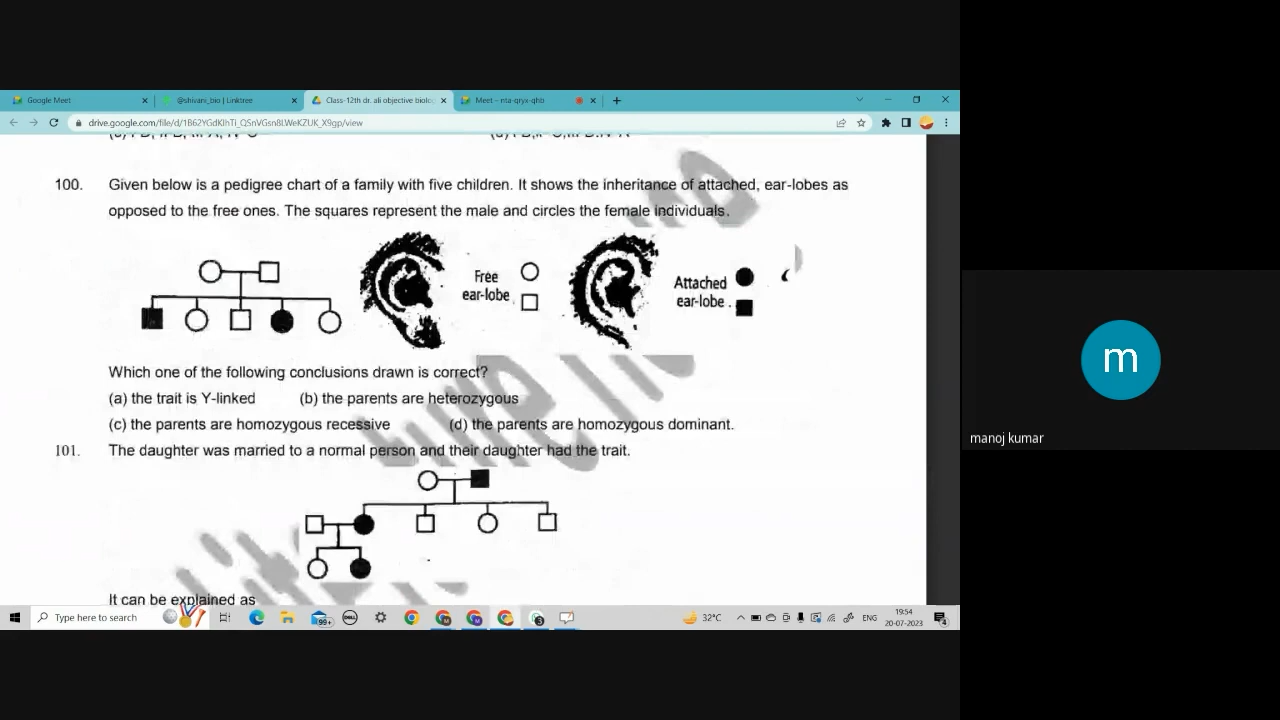 Google Meet
@shivani_bio | Linktree
Class-12th dr. ali objective biolog
Meet – nta-qryx-qhb
drive.google.com/file/d/1B62YGdKlhTi_QSnVGsn8LWeKZUK_X9gp/view
100. Given below is a pedigree chart of a family with five children. It shows the inheritance of attached, ear-lobes as
opposed to the free ones. The squares represent the male and circles the female individuals.
Free
ear-lobe
Attached
ear-lobe
Which one of the following conclusions drawn is correct?
(a) the trait is Y-linked (b) the parents are heterozygous
(c) the parents are homozygous recessive (d) the parents are homozygous dominant.
101. The daughter was married to a normal person and their daughter had the trait.
It can be explained as
m
manoj kumar
Type here to search
99+
DELL
3
32°C
ENG
19:54
20-07-2023
4